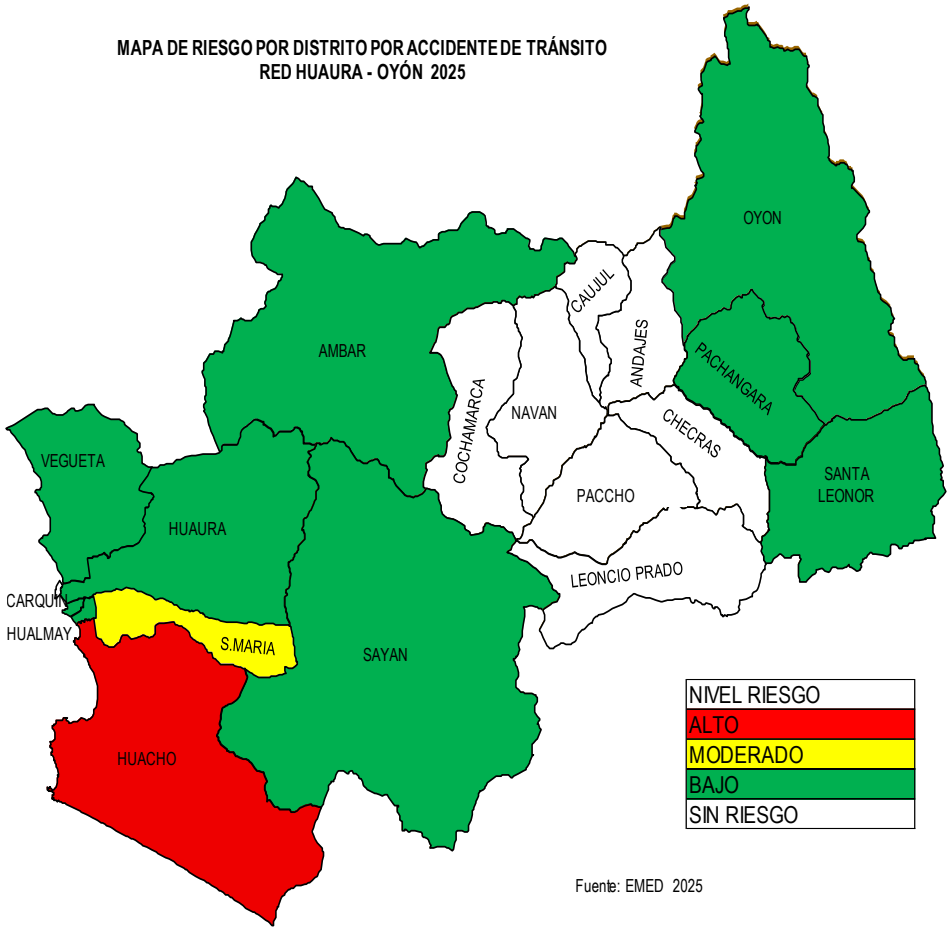 MAPA DE RIESGO POR DISTRITO POR ACCIDENTE DE TRÁNSITO
RED HUAURA - OYÓN 2025
OYON
CAUJUL
ANDAJES
AMBAR
PACHANGARA
COCHAMARCA
NAVAN
CHECRAS
VEGUETA
SANTA
LEONOR
PACCHO
HUAURA
LEONCIO PRADO
CARQUIN
HUALMAY
S.MARIA
SAYAN
HUACHO
NIVEL RIESGO
ALTO
MODERADO
BAJO
SIN RIESGO
Fuente: EMED 2025